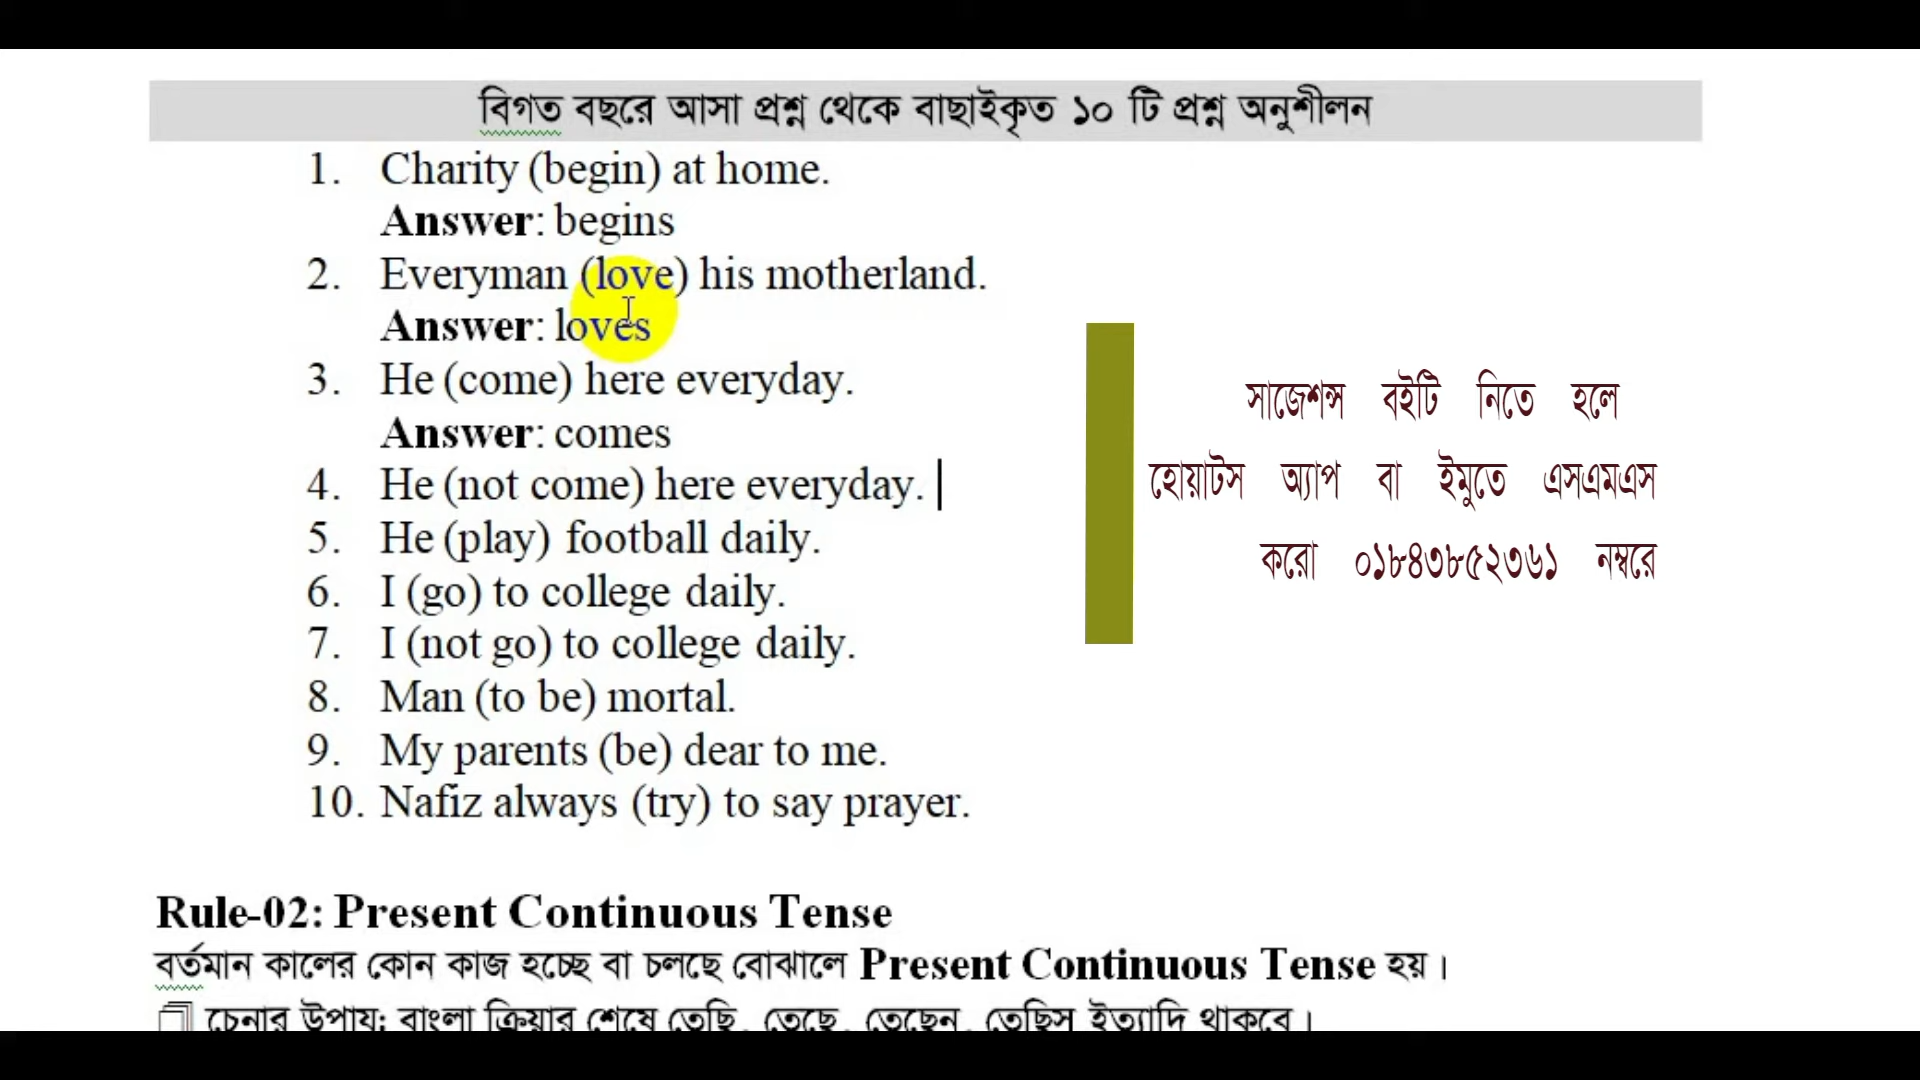 বিগত বছরে আসা প্রশ্ন থেকে বাছাইকৃত ১০ টি প্রশ্ন অনুশীলন
1. Charity (begin) at home.
Answer: begins
2. Everyman (love) his motherland.
Answer: loves
3. He (come) here everyday.
Answer: comes
4. He (not come) here everyday.
5. He (play) football daily.
6. I (go) to college daily.
7. I (not go) to college daily.
8. Man (to be) mortal.
9. My parents (be) dear to me.
10. Nafiz always (try) to say prayer.
সাজেশন্স বইটি নিতে হলে
হোয়াটস অ্যাপ বা ইমুতে এসএমএস
করো ০১৮৪৩৮৫২৩৬১ নম্বরে
Rule-02: Present Continuous Tense
বর্তমান কালের কোন কাজ হচ্ছে বা চলছে বোঝালে Present Continuous Tense হয়।
চেনার উপায়: বাংলা ক্রিয়ার শেষে তেছি, তেছে, তেছেন, তেছিস ইত্যাদি থাকবে।